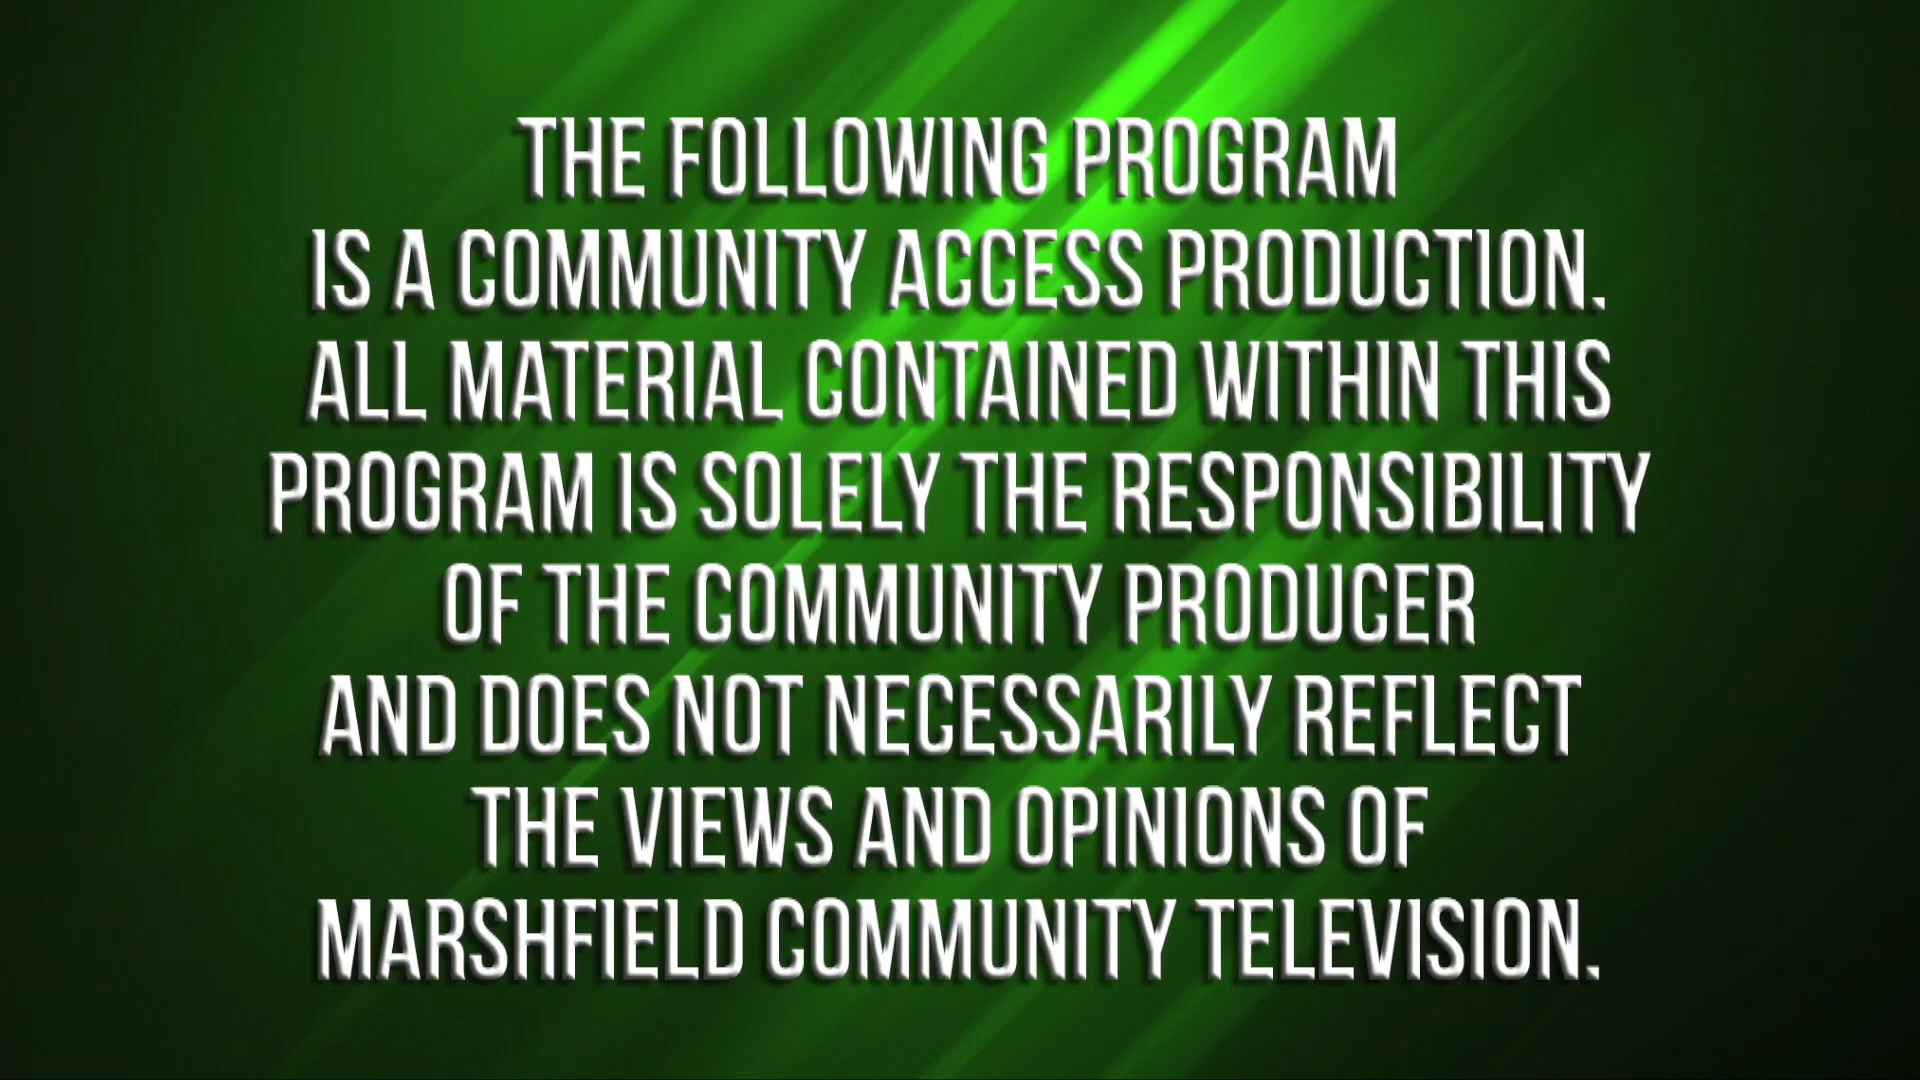 THE FOLLOWING PROGRAM
IS A COMMUNITY ACCESS PRODUCTION.
ALL MATERIAL CONTAINED WITHIN THIS
PROGRAM IS SOLELY THE RESPONSIBILITY
OF THE COMMUNITY PRODUCER
AND DOES NOT NECESSARILY REFLECT
THE VIEWS AND OPINIONS OF
MARSHFIELD COMMUNITY TELEVISION.